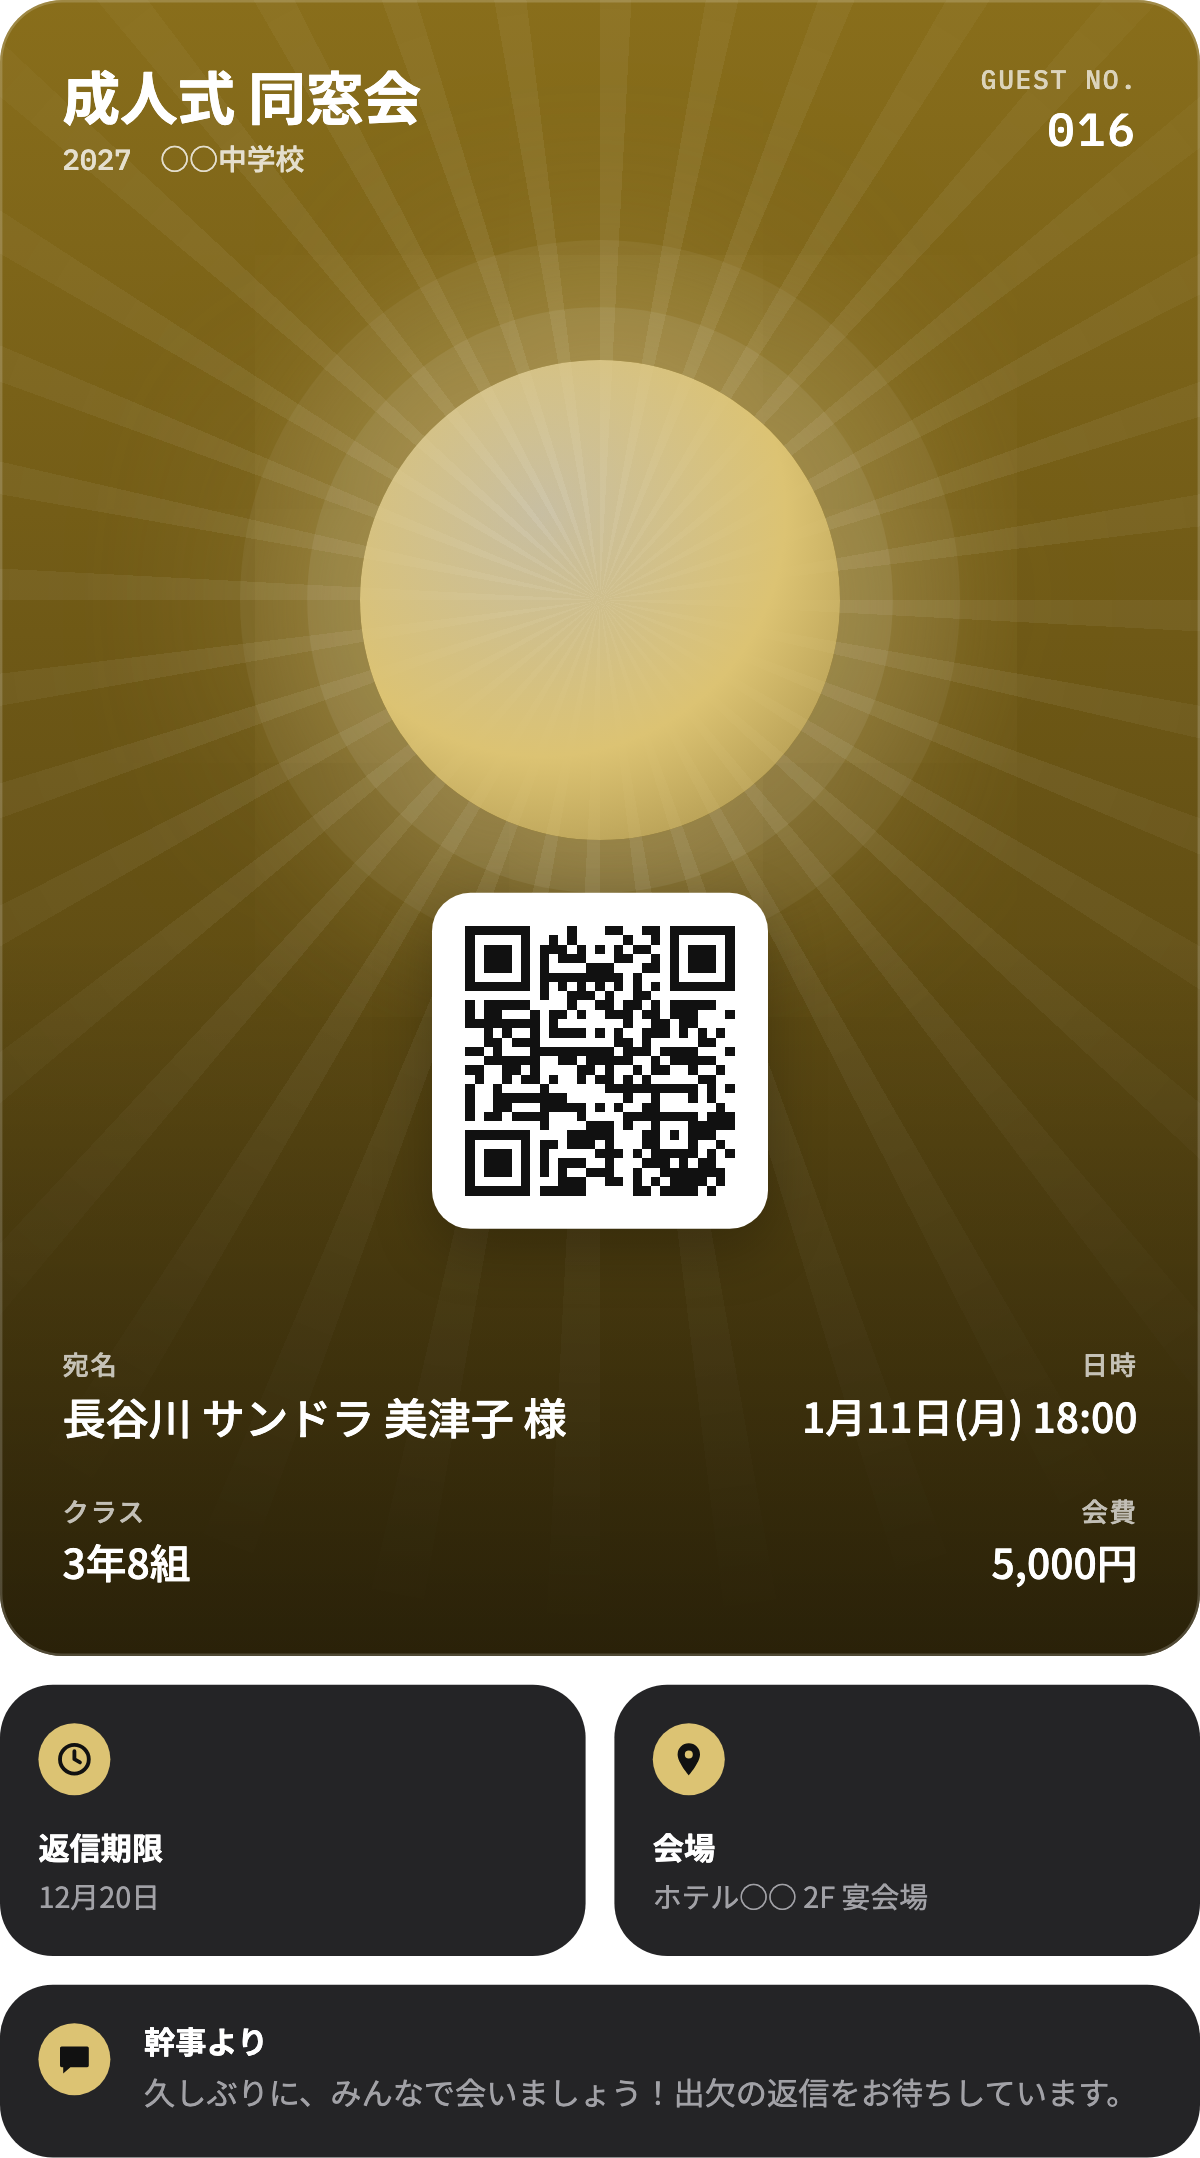 成人式 同窓会
2027 〇〇中学校
GUEST NO.
016
宛名
長谷川 サンドラ 美津子 様
日時
1月11日(月) 18:00
クラス
3年8組
会費
5,000円
返信期限
12月20日
会場
ホテル〇〇 2F 宴会場
幹事より
久しぶりに、みんなで会いましょう！出欠の返信をお待ちしています。